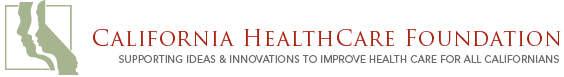 California HealthCare Foundation
SUPPORTING IDEAS & INNOVATIONS TO IMPROVE HEALTH CARE FOR ALL CALIFORNIANS